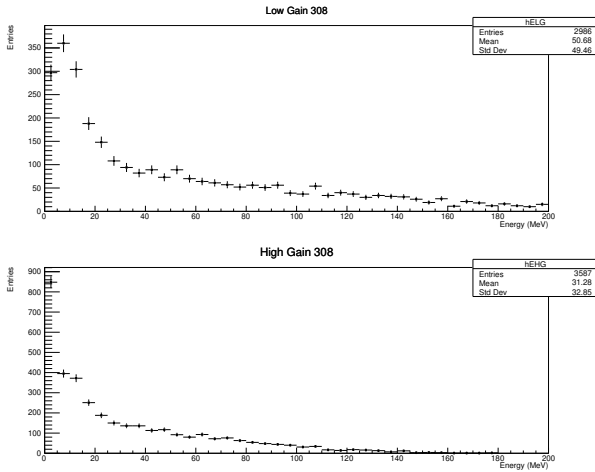 Low Gain 308
hELG
Entries 2986
Mean 50.68
Std Dev 49.46
Entries
350
300
250
200
150
100
50
0
0 20 40 60 80 100 120 140 160 180 200
Energy (MeV)
High Gain 308
hEHG
Entries 3587
Mean 31.28
Std Dev 32.85
Entries
900
800
700
600
500
400
300
200
100
0
0 20 40 60 80 100 120 140 160 180 200
Energy (MeV)